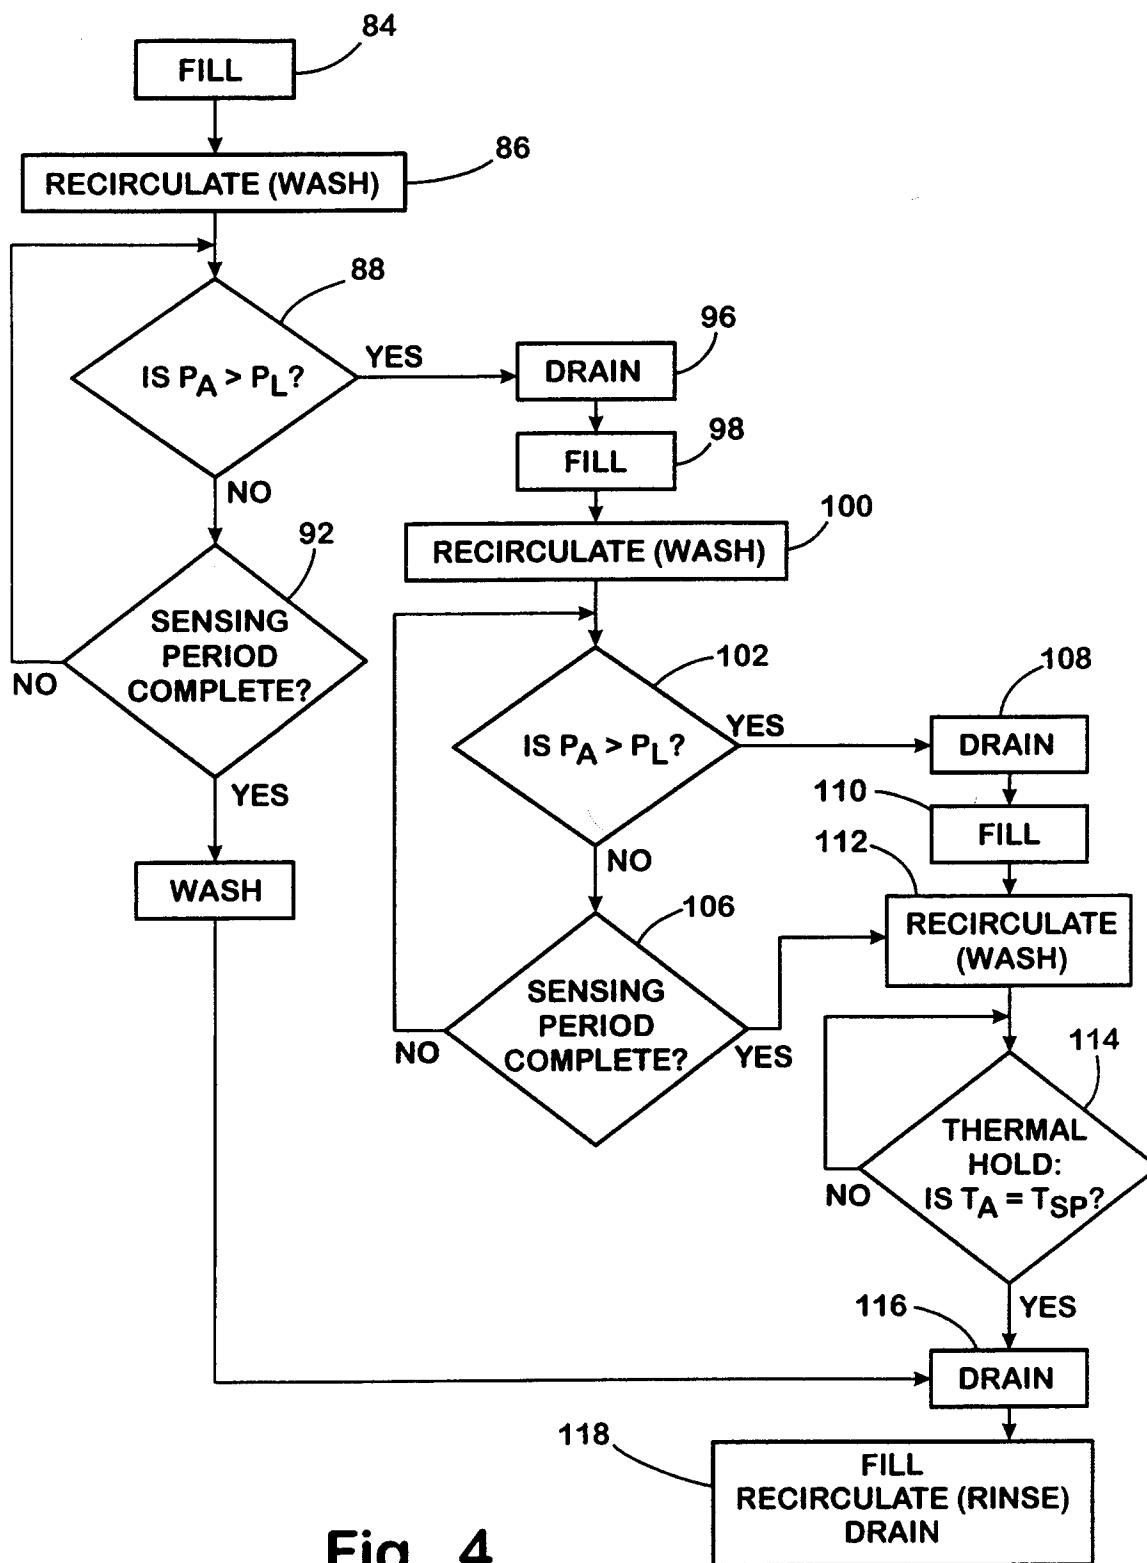 84
FILL
86
RECIRCULATE (WASH)
88
IS PA > PL?
YES
NO
92
SENSING
PERIOD
COMPLETE?
NO
YES
WASH
96
DRAIN
98
FILL
100
RECIRCULATE (WASH)
102
IS PA > PL?
YES
NO
106
SENSING
PERIOD
COMPLETE?
NO
YES
108
DRAIN
110
FILL
112
RECIRCULATE
(WASH)
114
THERMAL
HOLD:
IS TA = TSP?
NO
YES
116
DRAIN
118
FILL
RECIRCULATE (RINSE)
DRAIN
Fig. 4